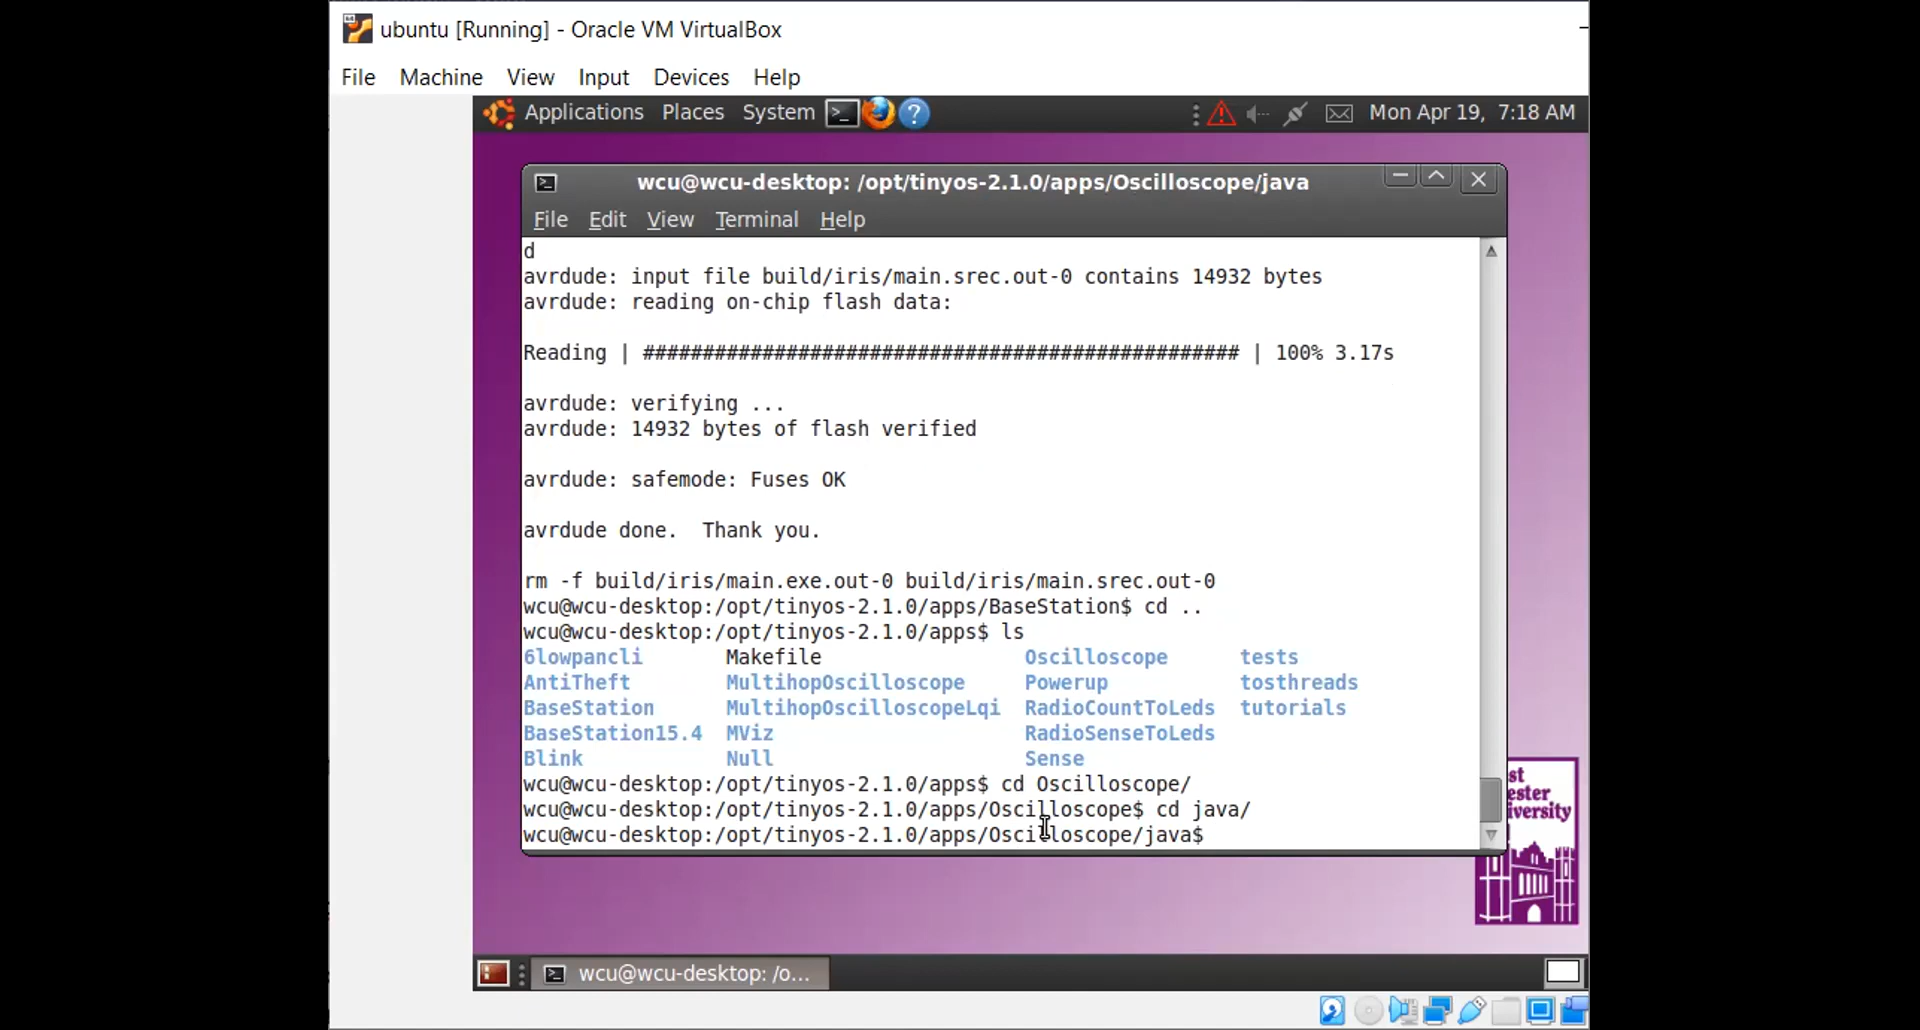 ubuntu [Running] - Oracle VM VirtualBox
File Machine View Input Devices Help
Applications Places System Mon Apr 19, 7:18 AM
wcu@wcu-desktop: /opt/tinyos-2.1.0/apps/Oscilloscope/java
File Edit View Terminal Help
d
avrdude: input file build/iris/main.srec.out-0 contains 14932 bytes
avrdude: reading on-chip flash data:
Reading | ################################################## | 100% 3.17s
avrdude: verifying ...
avrdude: 14932 bytes of flash verified
avrdude: safemode: Fuses OK
avrdude done.  Thank you.
rm -f build/iris/main.exe.out-0 build/iris/main.srec.out-0
wcu@wcu-desktop:/opt/tinyos-2.1.0/apps/BaseStation$ cd ..
wcu@wcu-desktop:/opt/tinyos-2.1.0/apps$ ls
6lowpancli Makefile Oscilloscope tests
AntiTheft MultihopOscilloscope Powerup tosthreads
BaseStation MultihopOscilloscopeLqi RadioCountToLeds tutorials
BaseStation15.4 MViz RadioSenseToLeds
Blink Null Sense
wcu@wcu-desktop:/opt/tinyos-2.1.0/apps$ cd Oscilloscope/
wcu@wcu-desktop:/opt/tinyos-2.1.0/apps/Oscilloscope$ cd java/
wcu@wcu-desktop:/opt/tinyos-2.1.0/apps/Oscilloscope/java$
st
ester
iversity
wcu@wcu-desktop: /o...